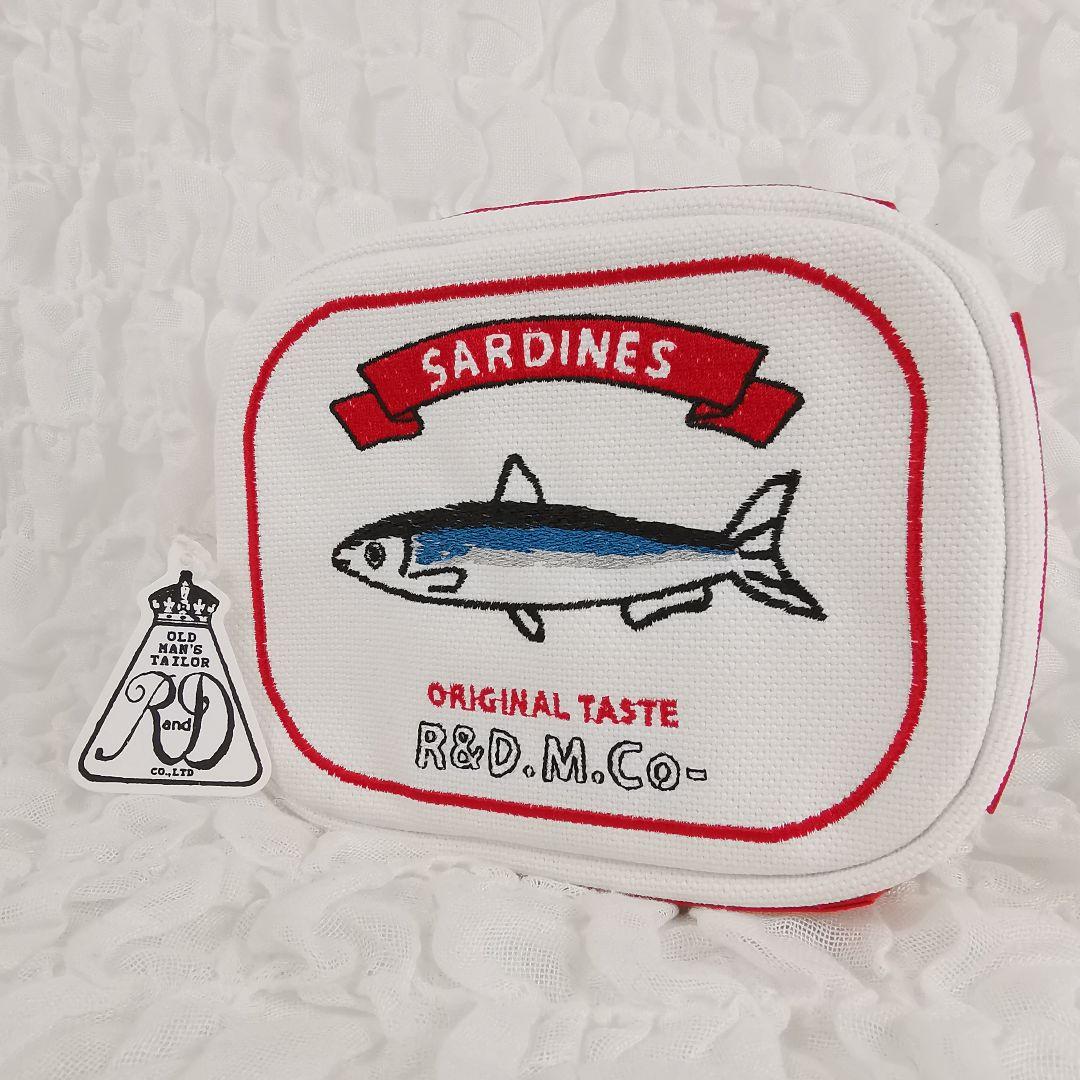 SARDINES
ORIGINAL TASTE
R&D.M.Co-
OLD
MAN'S
TAILOR
R and D
CO.,LTD